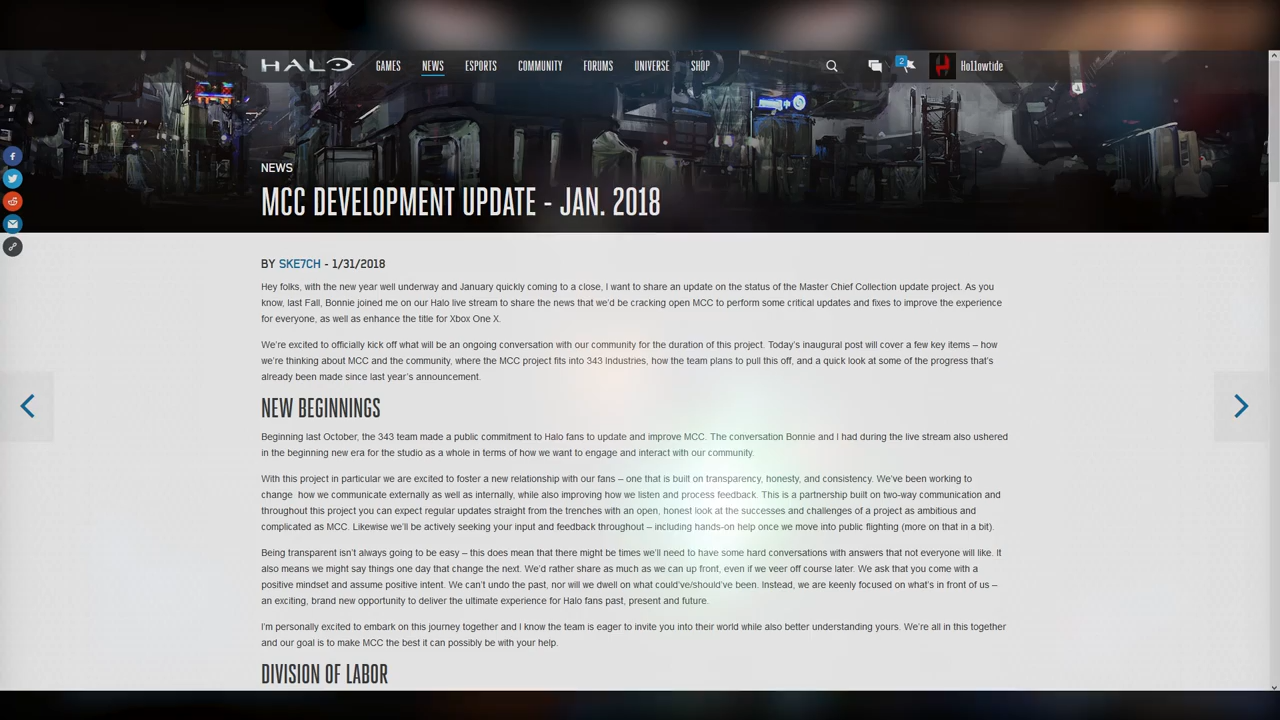 HALO
GAMES NEWS ESPORTS COMMUNITY FORUMS UNIVERSE SHOP
2
Ho11owtide
NEWS
MCC DEVELOPMENT UPDATE - JAN. 2018
BY SKE7CH - 1/31/2018
Hey folks, with the new year well underway and January quickly coming to a close, I want to share an update on the status of the Master Chief Collection update project. As you
know, last Fall, Bonnie joined me on our Halo live stream to share the news that we'd be cracking open MCC to perform some critical updates and fixes to improve the experience
for everyone, as well as enhance the title for Xbox One X.
We're excited to officially kick off what will be an ongoing conversation with our community for the duration of this project. Today's inaugural post will cover a few key items – how
we're thinking about MCC and the community, where the MCC project fits into 343 Industries, how the team plans to pull this off, and a quick look at some of the progress that's
already been made since last year's announcement.
NEW BEGINNINGS
Beginning last October, the 343 team made a public commitment to Halo fans to update and improve MCC. The conversation Bonnie and I had during the live stream also ushered
in the beginning new era for the studio as a whole in terms of how we want to engage and interact with our community.
With this project in particular we are excited to foster a new relationship with our fans – one that is built on transparency, honesty, and consistency. We've been working to
change how we communicate externally as well as internally, while also improving how we listen and process feedback. This is a partnership built on two-way communication and
throughout this project you can expect regular updates straight from the trenches with an open, honest look at the successes and challenges of a project as ambitious and
complicated as MCC. Likewise we'll be actively seeking your input and feedback throughout – including hands-on help once we move into public flighting (more on that in a bit).
Being transparent isn't always going to be easy – this does mean that there might be times we'll need to have some hard conversations with answers that not everyone will like. It
also means we might say things one day that change the next. We'd rather share as much as we can up front, even if we veer off course later. We ask that you come with a
positive mindset and assume positive intent. We can't undo the past, nor will we dwell on what could've/should've been. Instead, we are keenly focused on what's in front of us –
an exciting, brand new opportunity to deliver the ultimate experience for Halo fans past, present and future.
I'm personally excited to embark on this journey together and I know the team is eager to invite you into their world while also better understanding yours. We're all in this together
and our goal is to make MCC the best it can possibly be with your help.
DIVISION OF LABOR